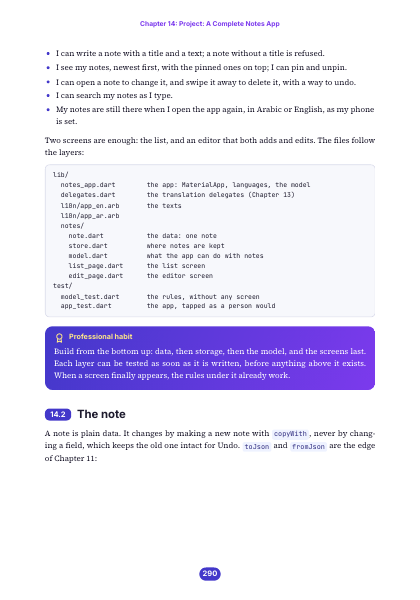 Chapter 14: Project: A Complete Notes App
• I can write a note with a title and a text; a note without a title is refused.
• I see my notes, newest first, with the pinned ones on top; I can pin and unpin.
• I can open a note to change it, and swipe it away to delete it, with a way to undo.
• I can search my notes as I type.
• My notes are still there when I open the app again, in Arabic or English, as my phone
is set.
Two screens are enough: the list, and an editor that both adds and edits. The files follow
the layers:
lib/
  notes_app.dart        the app: MaterialApp, languages, the model
  delegates.dart        the translation delegates (Chapter 13)
  l10n/app_en.arb       the texts
  l10n/app_ar.arb
  notes/
    note.dart           the data: one note
    store.dart          where notes are kept
    model.dart          what the app can do with notes
    list_page.dart      the list screen
    edit_page.dart      the editor screen
test/
  model_test.dart       the rules, without any screen
  app_test.dart         the app, tapped as a person would
Professional habit
Build from the bottom up: data, then storage, then the model, and the screens last.
Each layer can be tested as soon as it is written, before anything above it exists.
When a screen finally appears, the rules under it already work.
14.2 The note
A note is plain data. It changes by making a new note with copyWith, never by chang-
ing a field, which keeps the old one intact for Undo. toJson and fromJson are the edge
of Chapter 11:
290